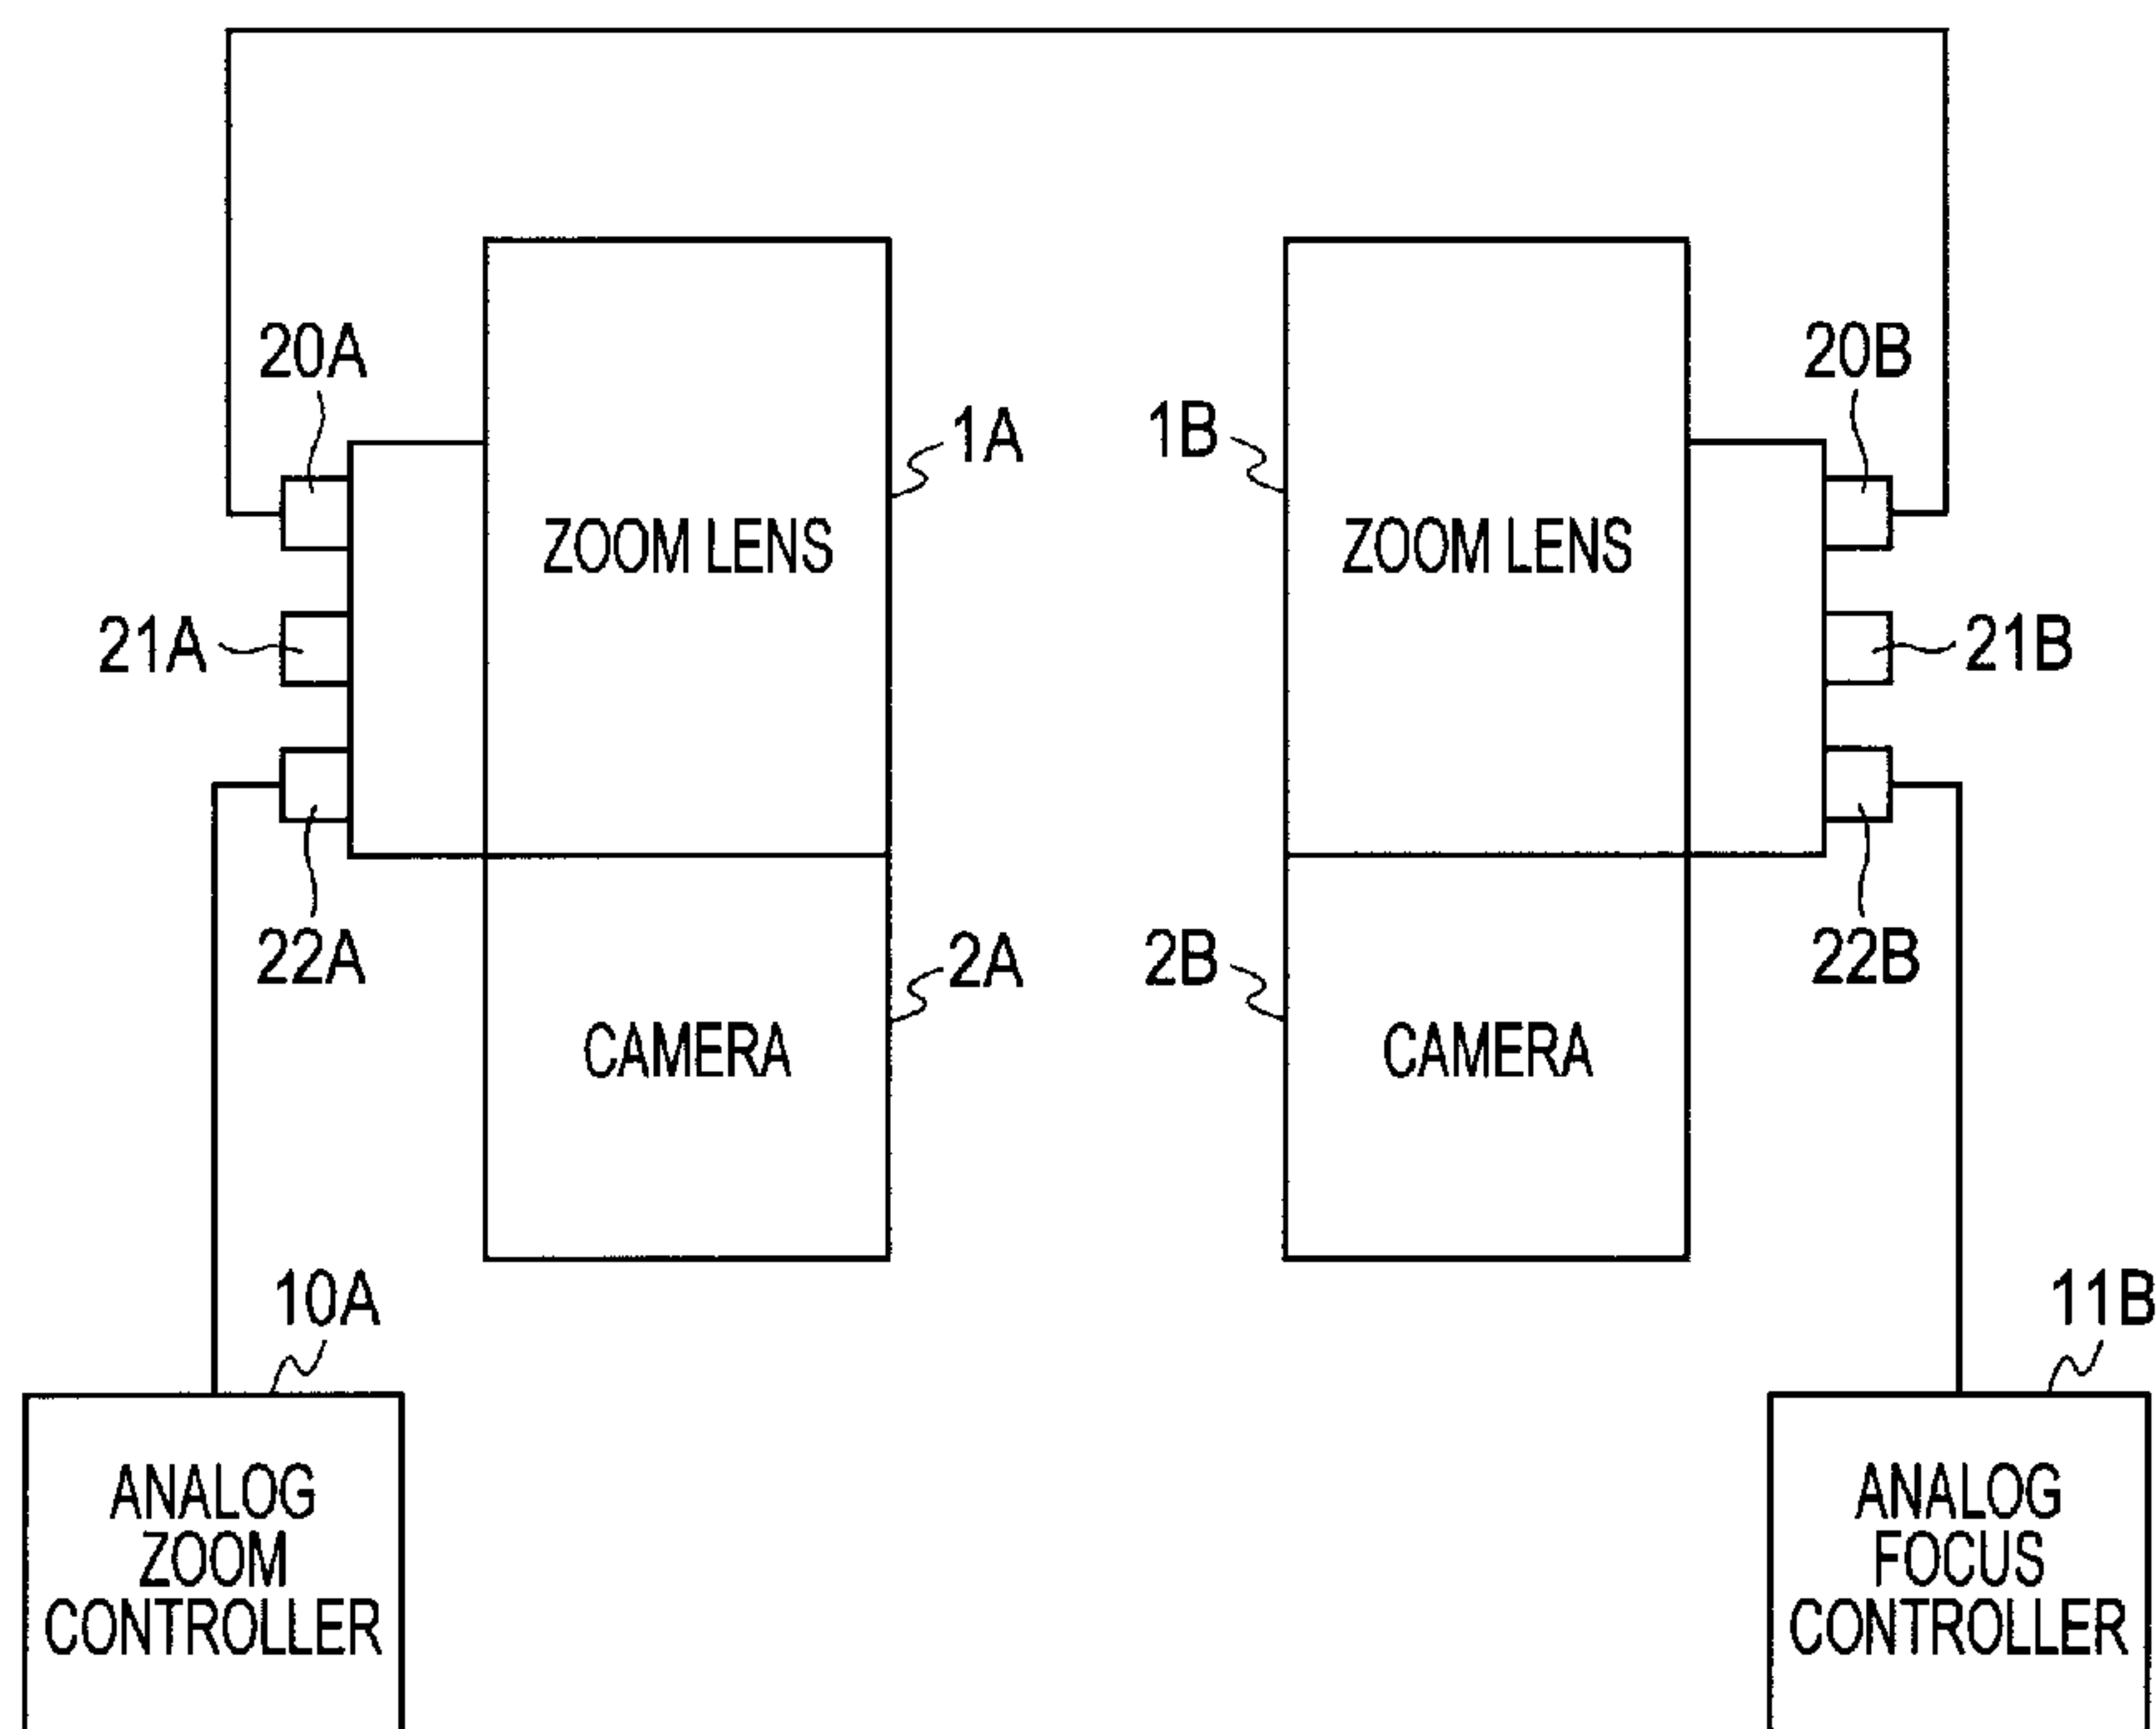 20A
20B
1A
1B
ZOOM LENS
ZOOM LENS
21A
21B
22A
22B
2A
2B
CAMERA
CAMERA
10A
11B
ANALOG
ZOOM
CONTROLLER
ANALOG
FOCUS
CONTROLLER